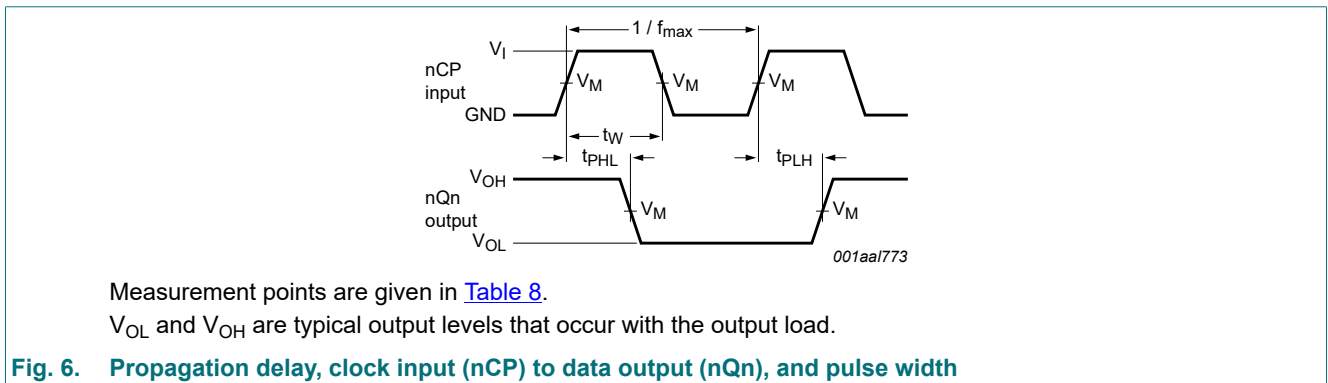 1 / fmax
VI
nCP
input
VM
VM
VM
GND
tW
tPHL
tPLH
VOH
nQn
output
VM
VM
VOL
001aal773
Measurement points are given in Table 8.
VOL and VOH are typical output levels that occur with the output load.
Fig. 6. Propagation delay, clock input (nCP) to data output (nQn), and pulse width